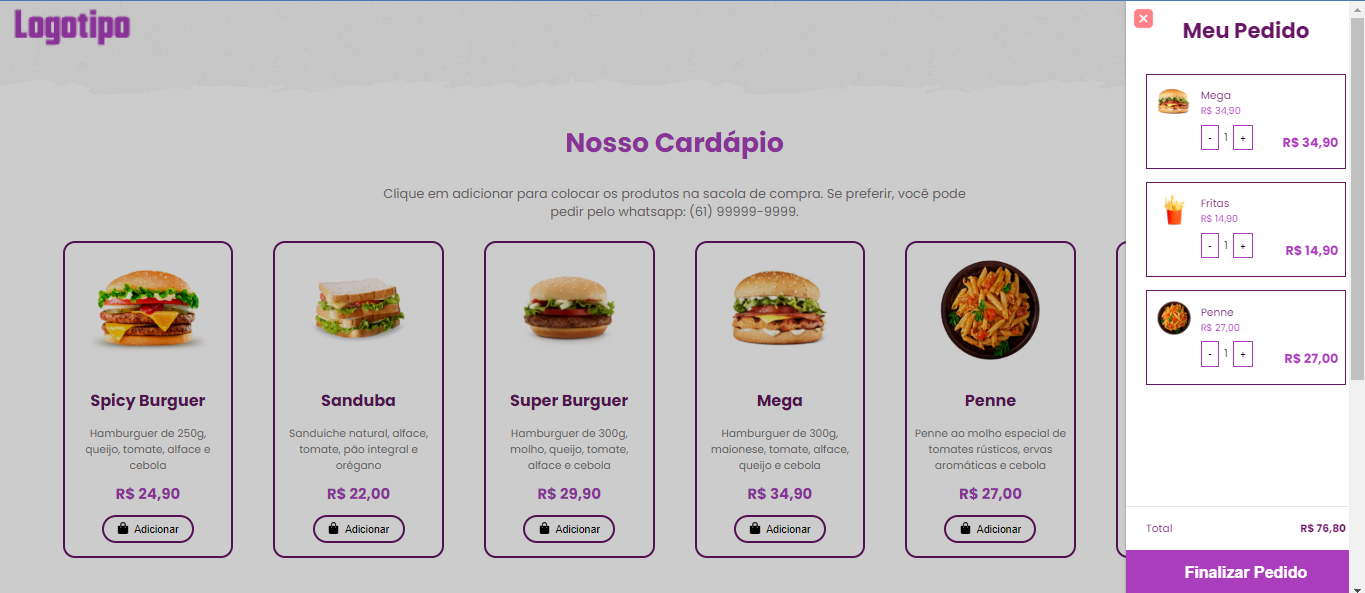 Logotipo
Nosso Cardápio
Clique em adicionar para colocar os produtos na sacola de compra. Se preferir, você pode
pedir pelo whatsapp: (61) 99999-9999.
Spicy Burguer
Hamburguer de 250g,
queijo, tomate, alface e
cebola
R$ 24,90
Adicionar
Sanduba
Sanduiche natural, alface,
tomate, pão integral e
orégano
R$ 22,00
Adicionar
Super Burguer
Hamburguer de 300g,
molho, queijo, tomate,
alface e cebola
R$ 29,90
Adicionar
Mega
Hamburguer de 300g,
maionese, tomate, alface,
queijo e cebola
R$ 34,90
Adicionar
Penne
Penne ao molho especial de
tomates rústicos, ervas
aromáticas e cebola
R$ 27,00
Adicionar
Meu Pedido
Mega
R$ 34,90
- 1 + R$ 34,90
Fritas
R$ 14,90
- 1 + R$ 14,90
Penne
R$ 27,00
- 1 + R$ 27,00
Total R$ 76,80
Finalizar Pedido